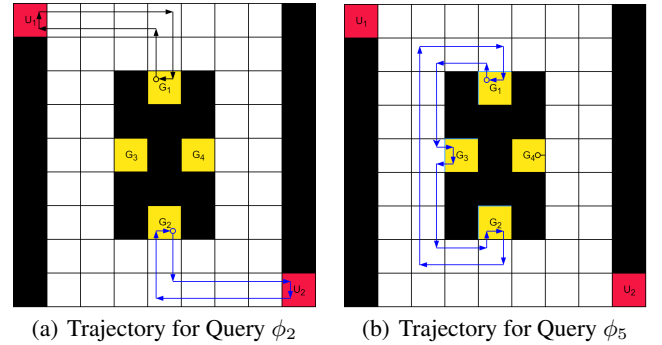 U₁
G₁
G₃ G₄
G₂
U₂
(a) Trajectory for Query ϕ₂
U₁
G₁
G₃ G₄
G₂
U₂
(b) Trajectory for Query ϕ₅